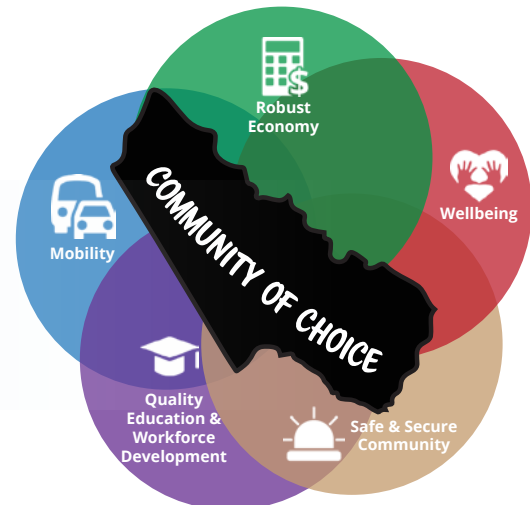 Robust
Economy
Wellbeing
Mobility
COMMUNITY OF CHOICE
Quality
Education &
Workforce
Development
Safe & Secure
Community